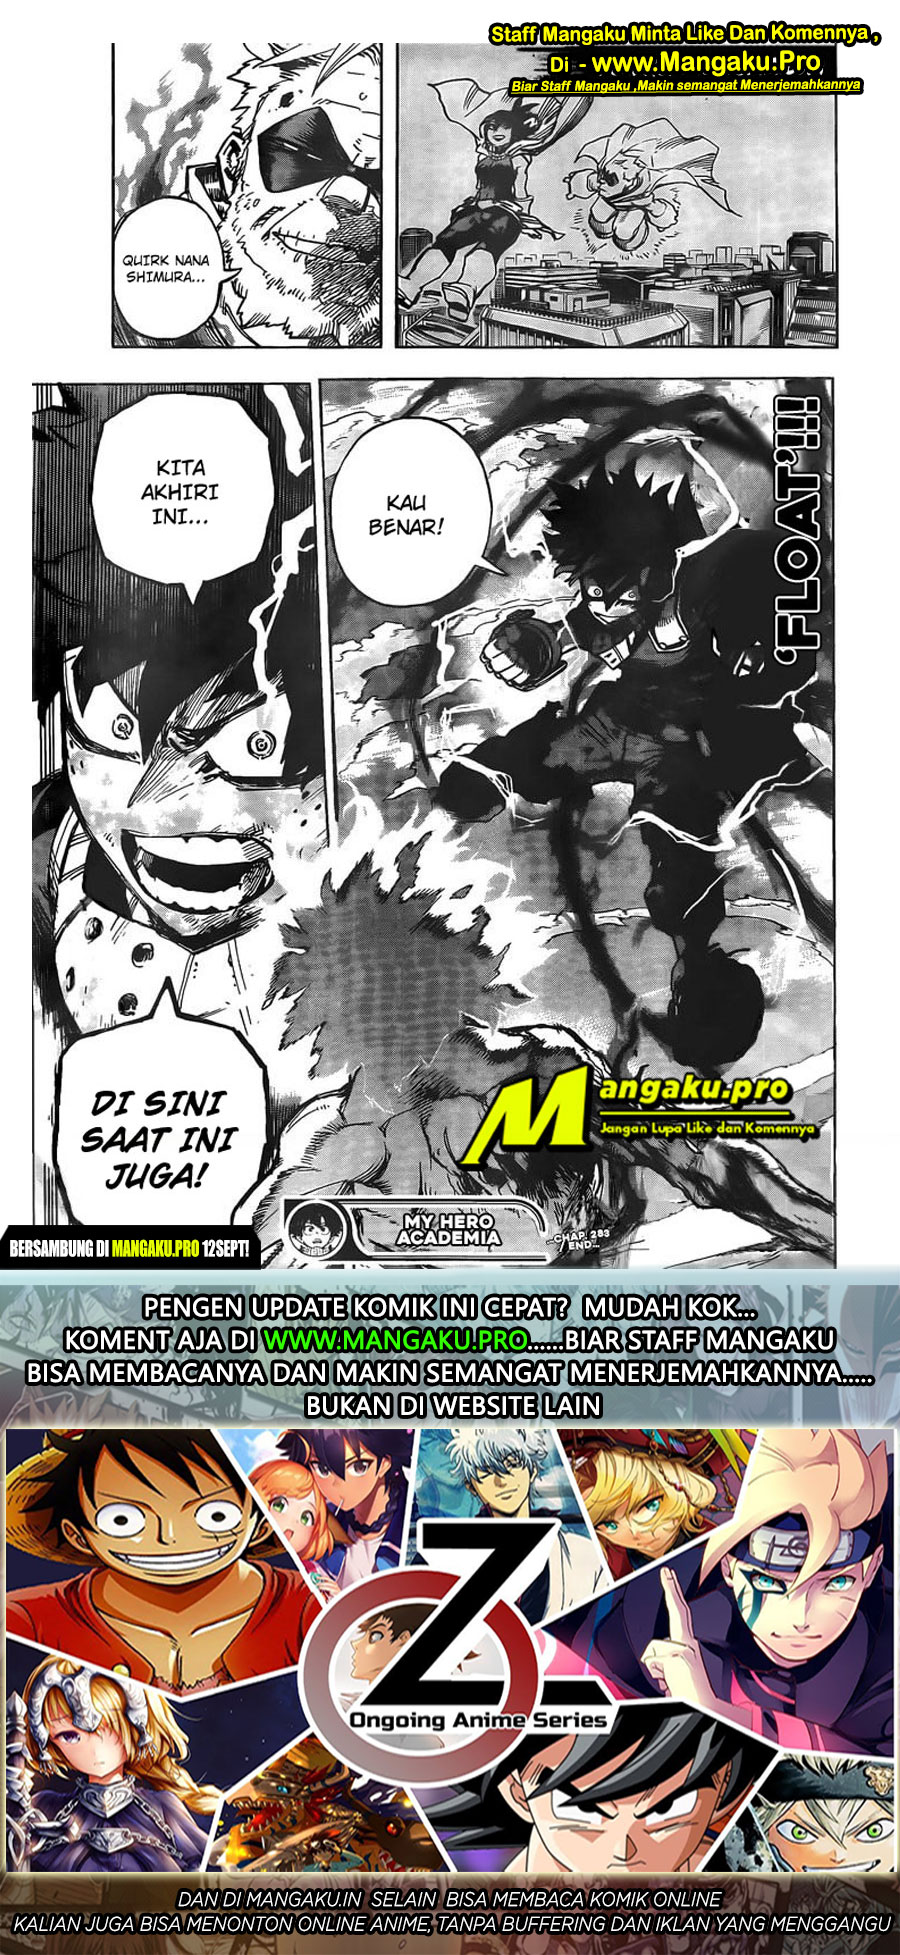 Staff Mangaku Minta Like Dan Komennya ,
Di - www.Mangaku.Pro
Biar Staff Mangaku ,Makin semangat Menerjemahkannya
QUIRK NANA
SHIMURA...
KITA
AKHIRI
INI...
KAU
BENAR!
'FLOAT'!!!
DI SINI
SAAT INI
JUGA!
Mangaku.pro
Jangan Lupa Like dan Komennya
MY HERO
ACADEMIA
CHAP. 283
END...
BERSAMBUNG DI MANGAKU.PRO 12SEPT!
PENGEN UPDATE KOMIK INI CEPAT? MUDAH KOK...
KOMENT AJA DI WWW.MANGAKU.PRO......BIAR STAFF MANGAKU
BISA MEMBACANYA DAN MAKIN SEMANGAT MENERJEMAHKANNYA.....
BUKAN DI WEBSITE LAIN
OZ
Ongoing Anime Series
DAN DI MANGAKU.IN SELAIN BISA MEMBACA KOMIK ONLINE
KALIAN JUGA BISA MENONTON ONLINE ANIME, TANPA BUFFERING DAN IKLAN YANG MENGGANGU